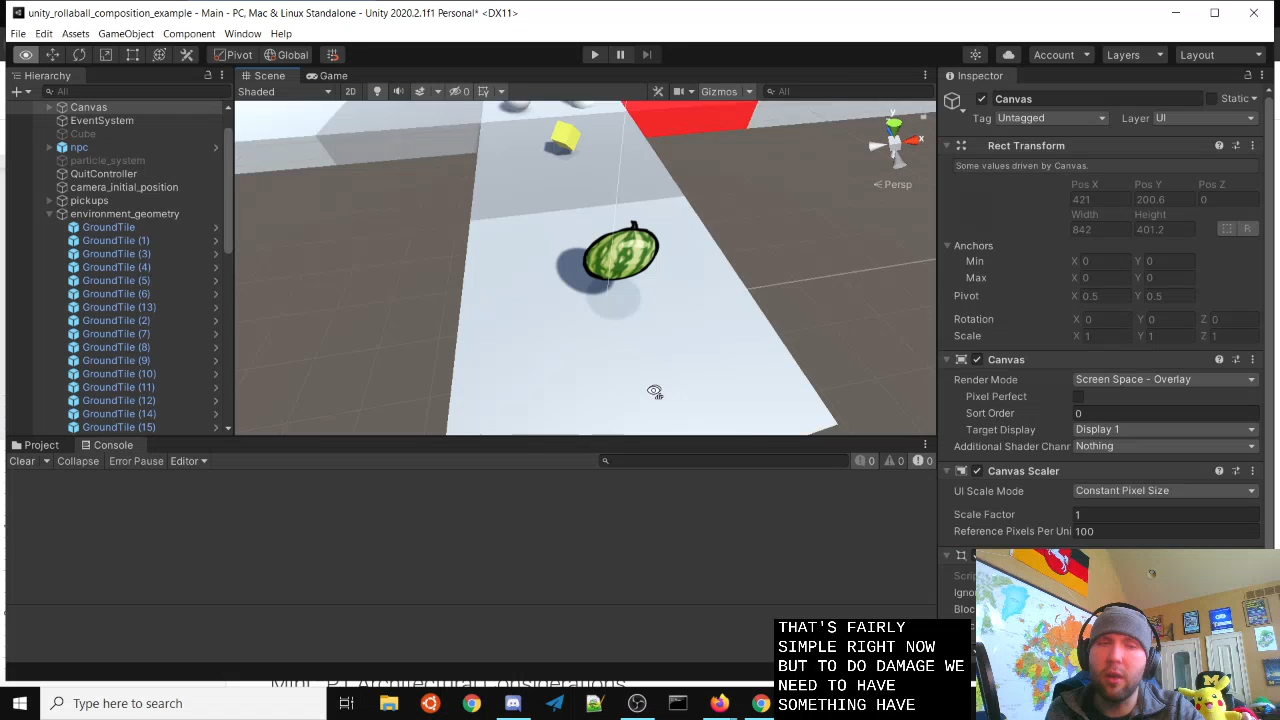 unity_rollaball_composition_example - Main - PC, Mac & Linux Standalone - Unity 2020.2.1f1 Personal* <DX11>
File Edit Assets GameObject Component Window Help
Pivot Global Account Layers Layout
Hierarchy Scene Game Inspector
All Shaded 2D 0 Gizmos All
Canvas Static
Tag Untagged Layer UI
Canvas
EventSystem
Cube
npc
particle_system
QuitController
camera_initial_position
pickups
environment_geometry
GroundTile
GroundTile (1)
GroundTile (3)
GroundTile (4)
GroundTile (5)
GroundTile (6)
GroundTile (13)
GroundTile (2)
GroundTile (7)
GroundTile (8)
GroundTile (9)
GroundTile (10)
GroundTile (11)
GroundTile (12)
GroundTile (14)
GroundTile (15)
y
x
Persp
Rect Transform
Some values driven by Canvas.
Pos X Pos Y Pos Z
421 200.6 0
Width Height
842 401.2 R
Anchors
Min X 0 Y 0
Max X 0 Y 0
Pivot X 0.5 Y 0.5
Rotation X 0 Y 0 Z 0
Scale X 1 Y 1 Z 1
Canvas
Render Mode Screen Space - Overlay
Pixel Perfect
Sort Order 0
Target Display Display 1
Additional Shader Chanr Nothing
Canvas Scaler
UI Scale Mode Constant Pixel Size
Scale Factor 1
Reference Pixels Per Uni 100
Project Console
Clear Collapse Error Pause Editor 0 0 0
Scri
Ignor
Bloc
THAT'S FAIRLY
SIMPLE RIGHT NOW
BUT TO DO DAMAGE WE
NEED TO HAVE
SOMETHING HAVE
Type here to search